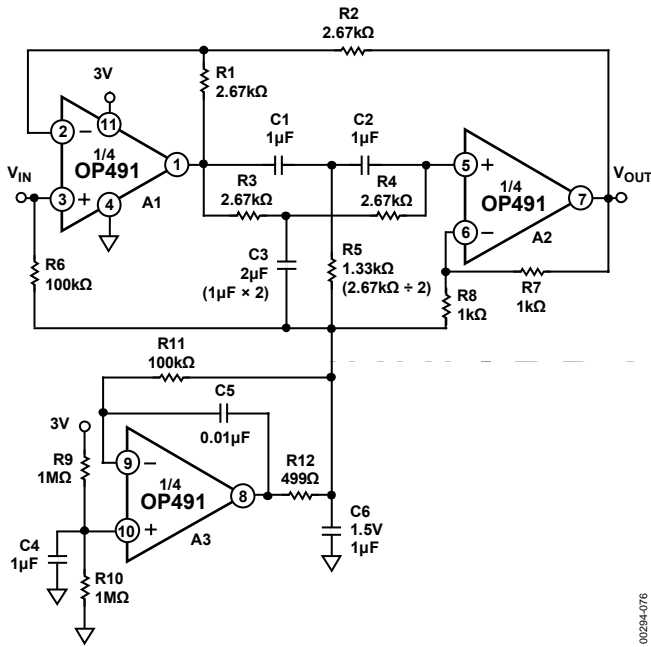 R2
2.67kΩ
3V
R1
2.67kΩ
11
2
1/4
OP491
1
VIN
3
4
A1
C1
1µF
C2
1µF
R3
2.67kΩ
R4
2.67kΩ
5
1/4
OP491
7
VOUT
6
A2
R6
100kΩ
C3
2µF
(1µF × 2)
R5
1.33kΩ
(2.67kΩ ÷ 2)
R8
1kΩ
R7
1kΩ
R11
100kΩ
C5
0.01µF
3V
R9
1MΩ
9
1/4
OP491
8
10
A3
R12
499Ω
C4
1µF
R10
1MΩ
C6
1.5V
1µF
00294-076